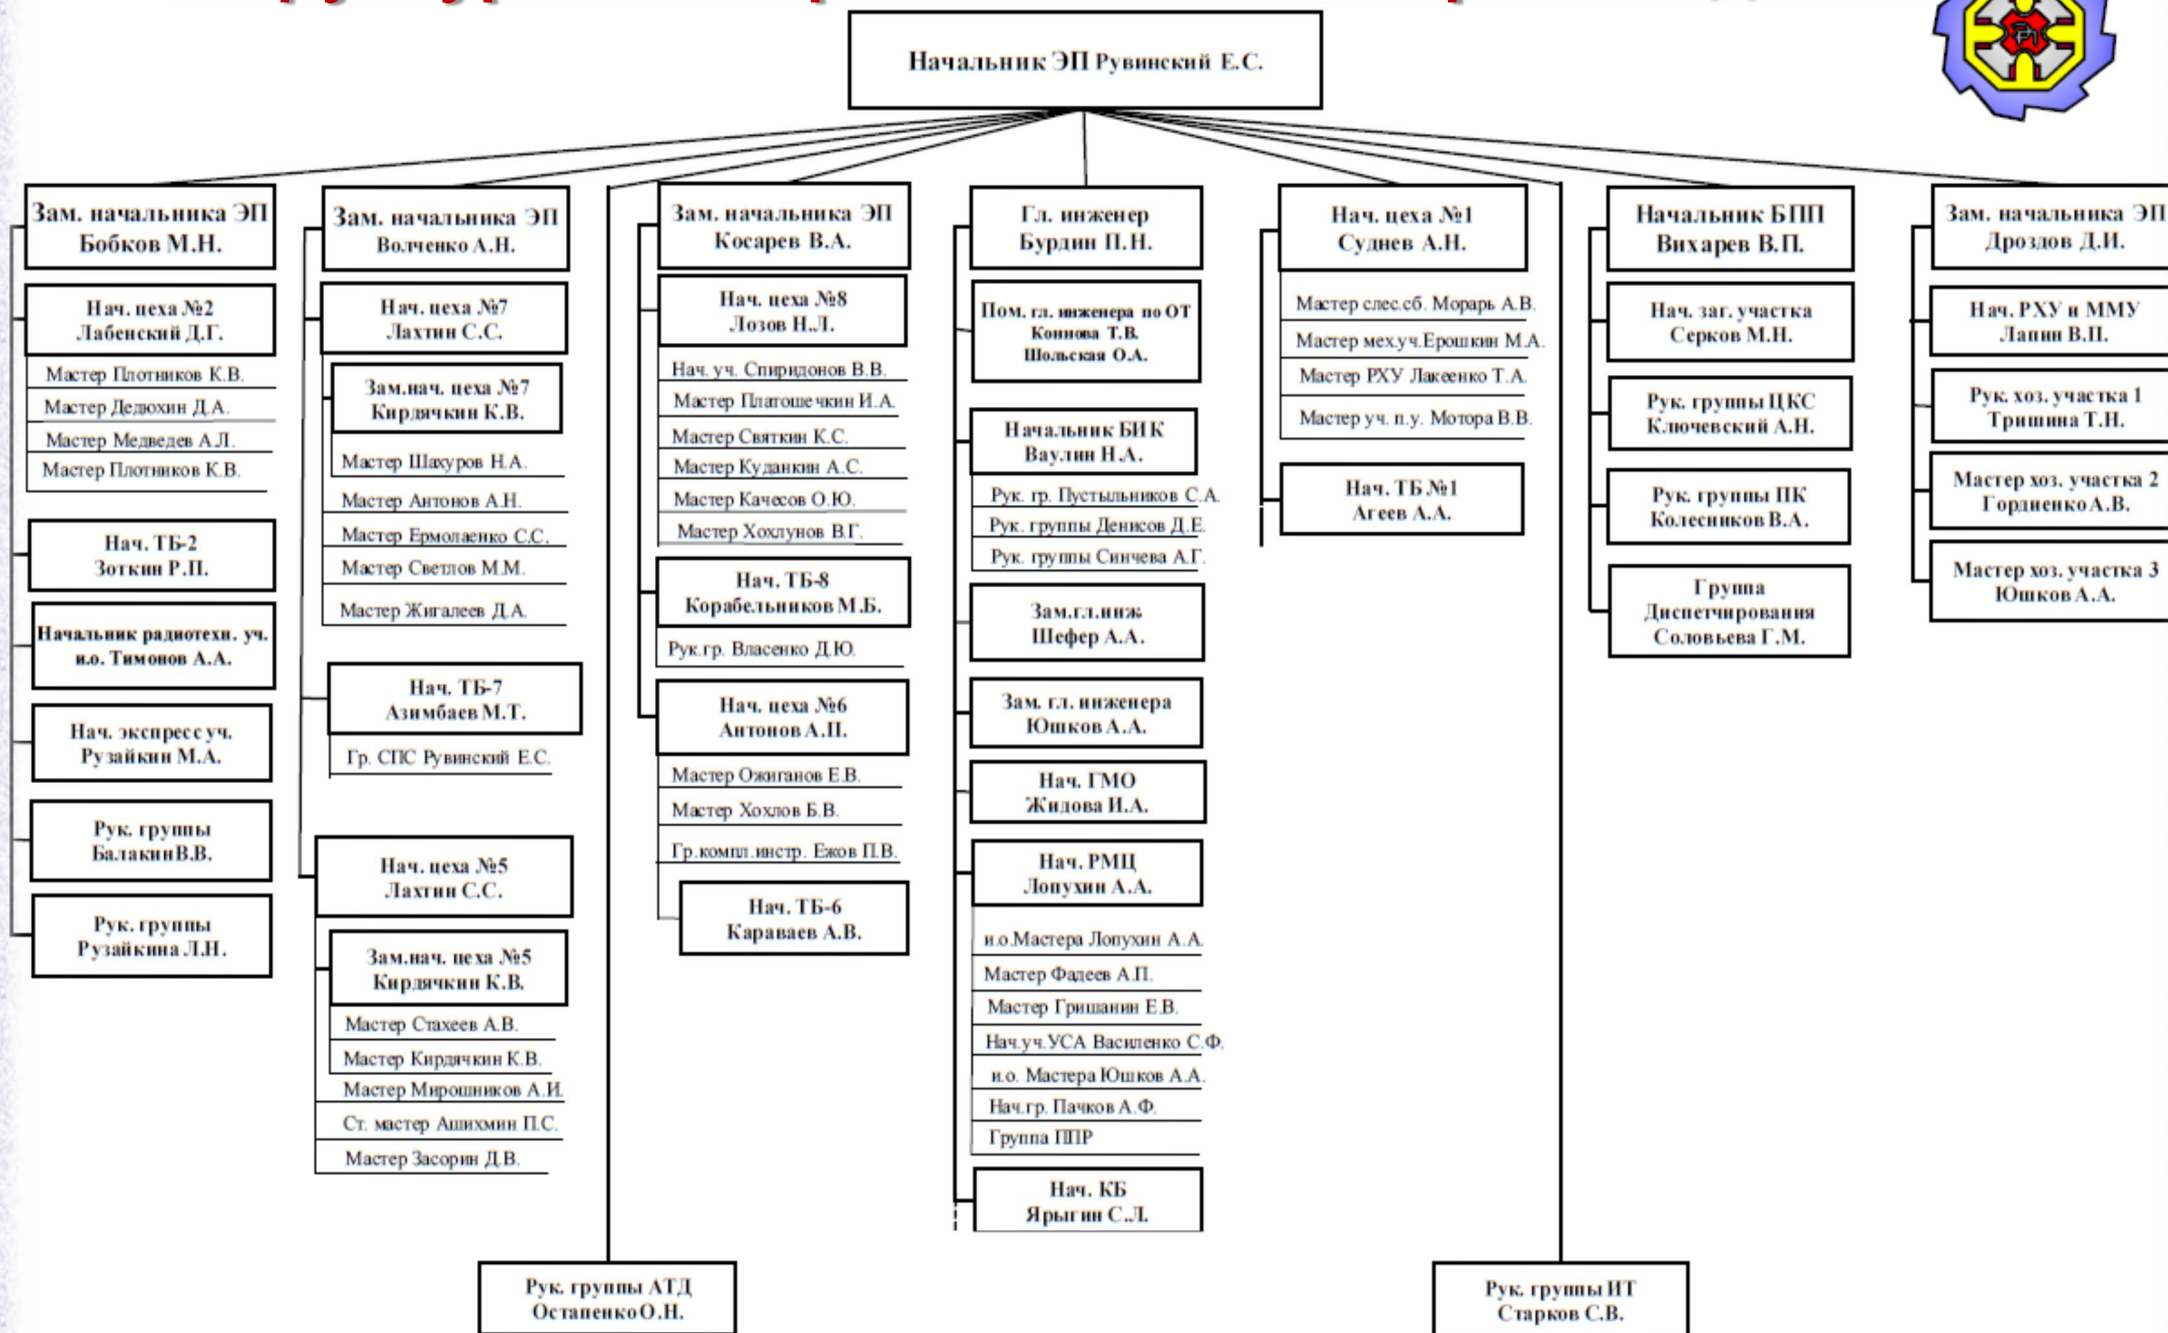 Начальник ЭП Рувинский Е.С.
Зам. начальника ЭП
Бобков М.Н.
Нач. цеха №2
Лабенский Д.Г.
Мастер Плотников К.В.
Мастер Дедюхин Д.А.
Мастер Медведев А.Л.
Мастер Плотников К.В.
Нач. ТБ-2
Зоткин Р.П.
Начальник радиотехн. уч.
и.о. Тимонов А.А.
Нач. экспресс уч.
Рузайкин М.А.
Рук. группы
Балакин В.В.
Рук. группы
Рузайкина Л.Н.
Зам. начальника ЭП
Волченко А.Н.
Нач. цеха №7
Лахтин С.С.
Зам.нач. цеха №7
Кирдячкин К.В.
Мастер Шахуров Н.А.
Мастер Антонов А.Н.
Мастер Ермолаенко С.С.
Мастер Светлов М.М.
Мастер Жигалеев Д.А.
Нач. ТБ-7
Азимбаев М.Т.
Гр. СПС Рувинский Е.С.
Нач. цеха №5
Лахтин С.С.
Зам.нач. цеха №5
Кирдячкин К.В.
Мастер Стахеев А.В.
Мастер Кирдячкин К.В.
Мастер Мирошников А.И.
Ст. мастер Ашихмин П.С.
Мастер Засорин Д.В.
Рук. группы АТД
Остапенко О.Н.
Зам. начальника ЭП
Косарев В.А.
Нач. цеха №8
Лозов Н.Л.
Нач. уч. Спиридонов В.В.
Мастер Платошечкин И.А.
Мастер Святкин К.С.
Мастер Куданкин А.С.
Мастер Качесов О.Ю.
Мастер Хохлунов В.Г.
Нач. ТБ-8
Корабельников М.Б.
Рук.гр. Власенко Д.Ю.
Нач. цеха №6
Антонов А.П.
Мастер Ожиганов Е.В.
Мастер Хохлов Б.В.
Гр.компл.инстр. Ежов П.В.
Нач. ТБ-6
Караваев А.В.
Гл. инженер
Бурдин П.Н.
Пом. гл. инженера по ОТ
Коннова Т.В.
Шольская О.А.
Начальник БИК
Ваулин Н.А.
Рук. гр. Пустыльников С.А.
Рук. группы Денисов Д.Е.
Рук. группы Синчева А.Г.
Зам.гл.инж
Шефер А.А.
Зам. гл. инженера
Юшков А.А.
Нач. ГМО
Жидова И.А.
Нач. РМЦ
Лопухин А.А.
и.о.Мастера Лопухин А.А.
Мастер Фадеев А.П.
Мастер Гришанин Е.В.
Нач.уч.УСА Василенко С.Ф.
и.о. Мастера Юшков А.А.
Нач.гр. Пачков А.Ф.
Группа ППР
Нач. КБ
Ярыгин С.Л.
Нач. цеха №1
Суднев А.Н.
Мастер слес.сб. Морарь А.В.
Мастер мех.уч.Ерошкин М.А.
Мастер РХУ Лакеенко Т.А.
Мастер уч. п.у. Мотора В.В.
Нач. ТБ №1
Агеев А.А.
Рук. группы ИТ
Старков С.В.
Начальник БПП
Вихарев В.П.
Нач. заг. участка
Серков М.Н.
Рук. группы ЦКС
Ключевский А.Н.
Рук. группы ПК
Колесников В.А.
Группа
Диспетчирования
Соловьева Г.М.
Зам. начальника ЭП
Дроздов Д.И.
Нач. РХУ и ММУ
Лапин В.П.
Рук. хоз. участка 1
Тришина Т.Н.
Мастер хоз. участка 2
Гордиенко А.В.
Мастер хоз. участка 3
Юшков А.А.